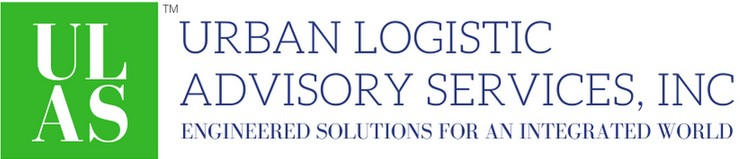 UL
AS
™
URBAN LOGISTIC
ADVISORY SERVICES, INC
ENGINEERED SOLUTIONS FOR AN INTEGRATED WORLD